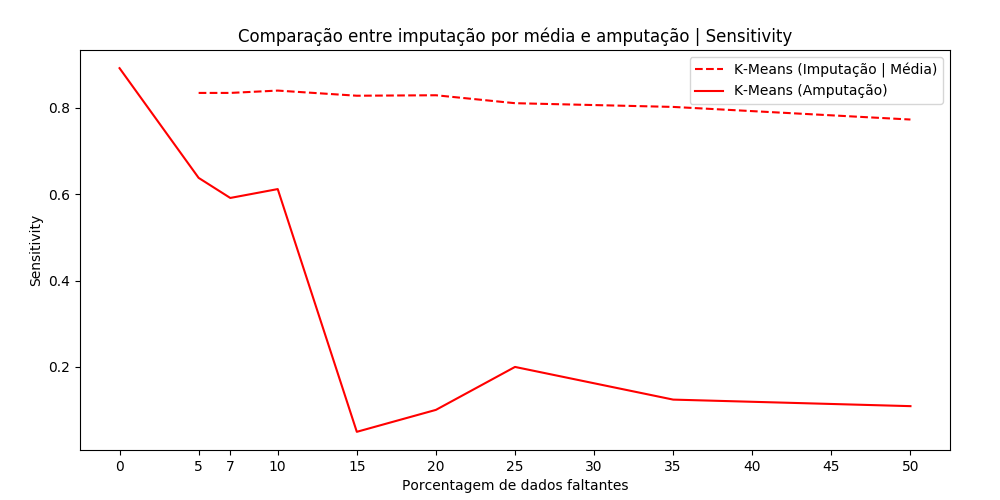 Comparação entre imputação por média e amputação | Sensitivity
K-Means (Imputação | Média)
K-Means (Amputação)
Sensitivity
0.8
0.6
0.4
0.2
0 5 7 10 15 20 25 30 35 40 45 50
Porcentagem de dados faltantes